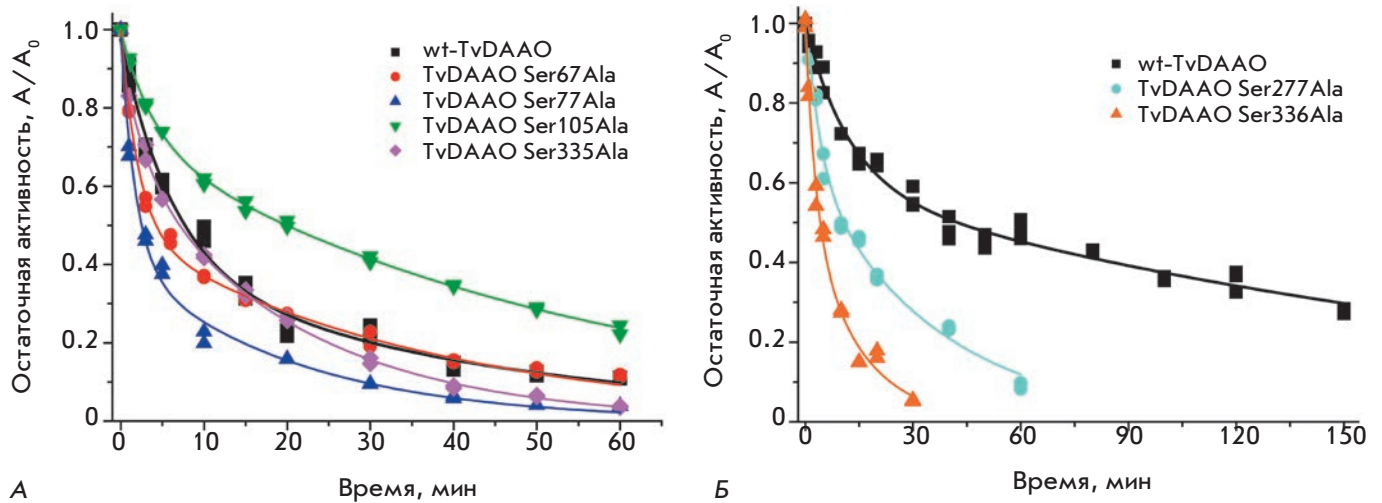 Остаточная активность, A/A₀
1.0
0.8
0.6
0.4
0.2
0
0
10
20
30
40
50
60
wt-TvDAAO
TvDAAO Ser67Ala
TvDAAO Ser77Ala
TvDAAO Ser105Ala
TvDAAO Ser335Ala
Время, мин
А
Остаточная активность, A/A₀
1.0
0.8
0.6
0.4
0.2
0
0
30
60
90
120
150
wt-TvDAAO
TvDAAO Ser277Ala
TvDAAO Ser336Ala
Время, мин
Б